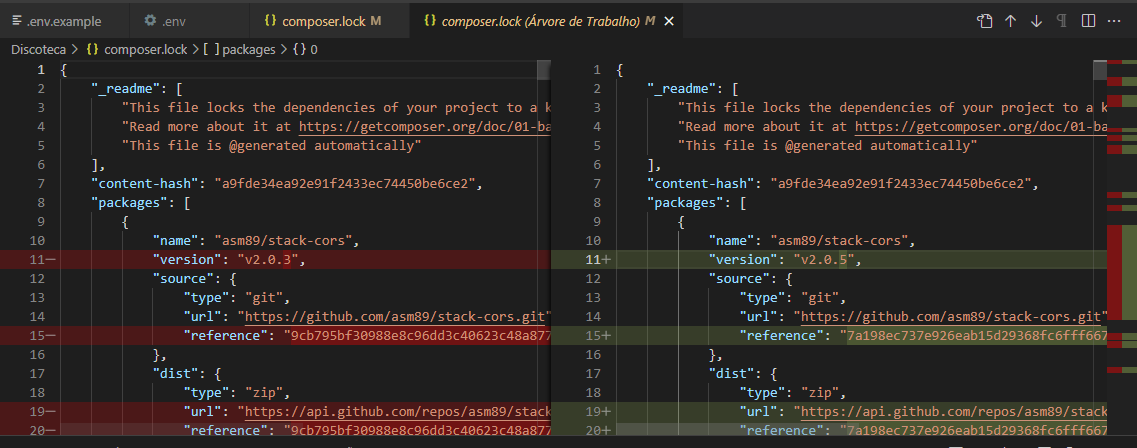 .env.example
.env
{} composer.lock M
{} composer.lock (Árvore de Trabalho) M
Discoteca > {} composer.lock > [ ] packages > {} 0
1 {
2 "_readme": [
3 "This file locks the dependencies of your project to a k
4 "Read more about it at https://getcomposer.org/doc/01-ba
5 "This file is @generated automatically"
6 ],
7 "content-hash": "a9fde34ea92e91f2433ec74450be6ce2",
8 "packages": [
9 {
10 "name": "asm89/stack-cors",
11— "version": "v2.0.3",
12 "source": {
13 "type": "git",
14 "url": "https://github.com/asm89/stack-cors.git"
15— "reference": "9cb795bf30988e8c96dd3c40623c48a877
16 },
17 "dist": {
18 "type": "zip",
19— "url": "https://api.github.com/repos/asm89/stack
20— "reference": "9cb795bf30988e8c96dd3c40623c48a877
1 {
2 "_readme": [
3 "This file locks the dependencies of your project to a k
4 "Read more about it at https://getcomposer.org/doc/01-ba
5 "This file is @generated automatically"
6 ],
7 "content-hash": "a9fde34ea92e91f2433ec74450be6ce2",
8 "packages": [
9 {
10 "name": "asm89/stack-cors",
11+ "version": "v2.0.5",
12 "source": {
13 "type": "git",
14 "url": "https://github.com/asm89/stack-cors.git"
15+ "reference": "7a198ec737e926eab15d29368fc6fff667
16 },
17 "dist": {
18 "type": "zip",
19+ "url": "https://api.github.com/repos/asm89/stack
20+ "reference": "7a198ec737e926eab15d29368fc6fff667